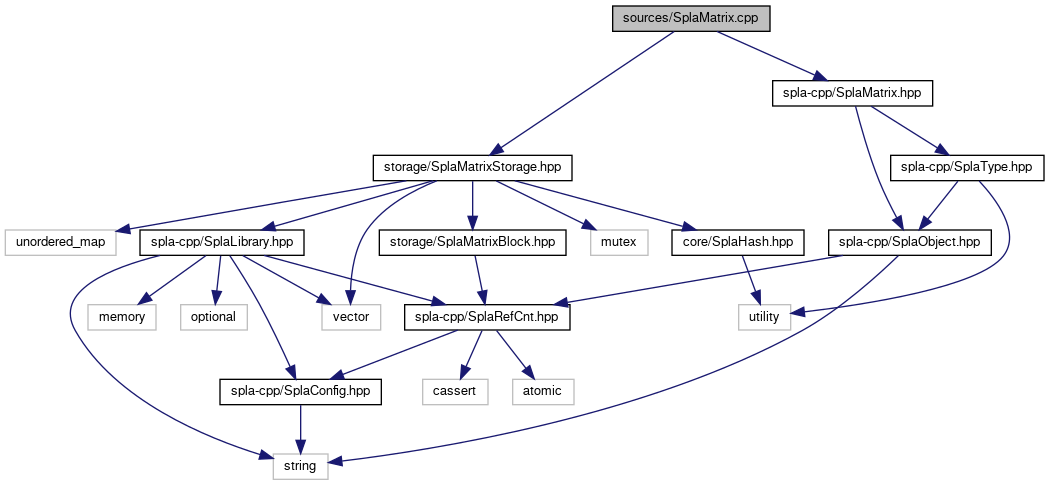 sources/SplaMatrix.cpp
spla-cpp/SplaMatrix.hpp
storage/SplaMatrixStorage.hpp
spla-cpp/SplaType.hpp
unordered_map
spla-cpp/SplaLibrary.hpp
storage/SplaMatrixBlock.hpp
mutex
core/SplaHash.hpp
spla-cpp/SplaObject.hpp
memory
optional
vector
spla-cpp/SplaRefCnt.hpp
utility
spla-cpp/SplaConfig.hpp
cassert
atomic
string